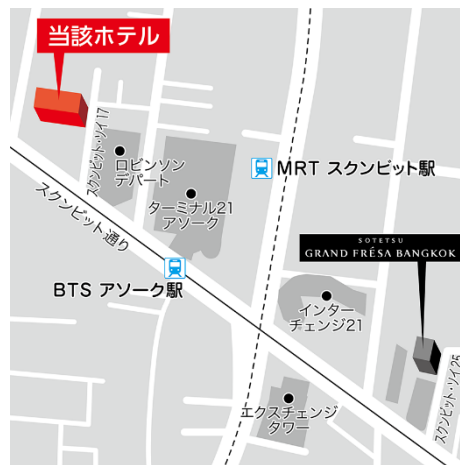 当該ホテル
スクンビット・ソイ17
ロビンソン
デパート
ターミナル21
アソーク
MRT スクンビット駅
スクンビット通り
BTS アソーク駅
SOTETSU
GRAND FRÉSA BANGKOK
インター
チェンジ21
スクンビット・ソイ25
エクスチェンジ
タワー